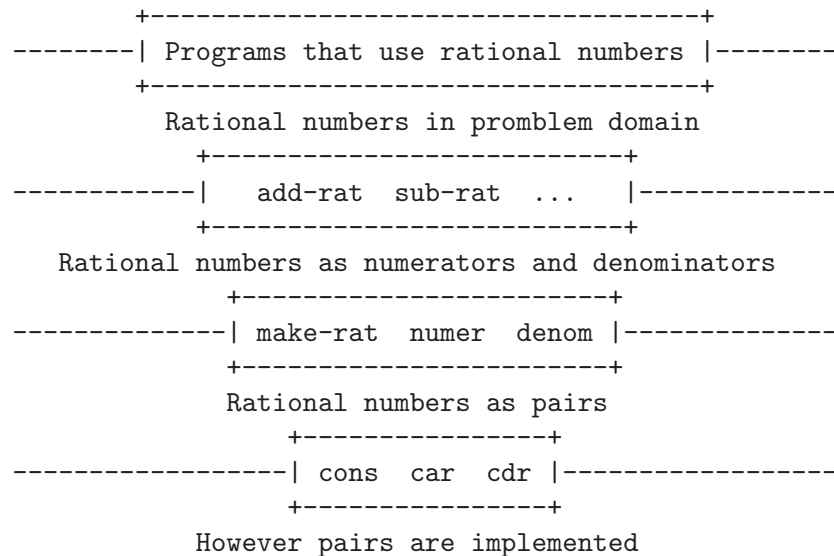 Programs that use rational numbers
Rational numbers in promblem domain
add-rat sub-rat ...
Rational numbers as numerators and denominators
make-rat numer denom
Rational numbers as pairs
cons car cdr
However pairs are implemented